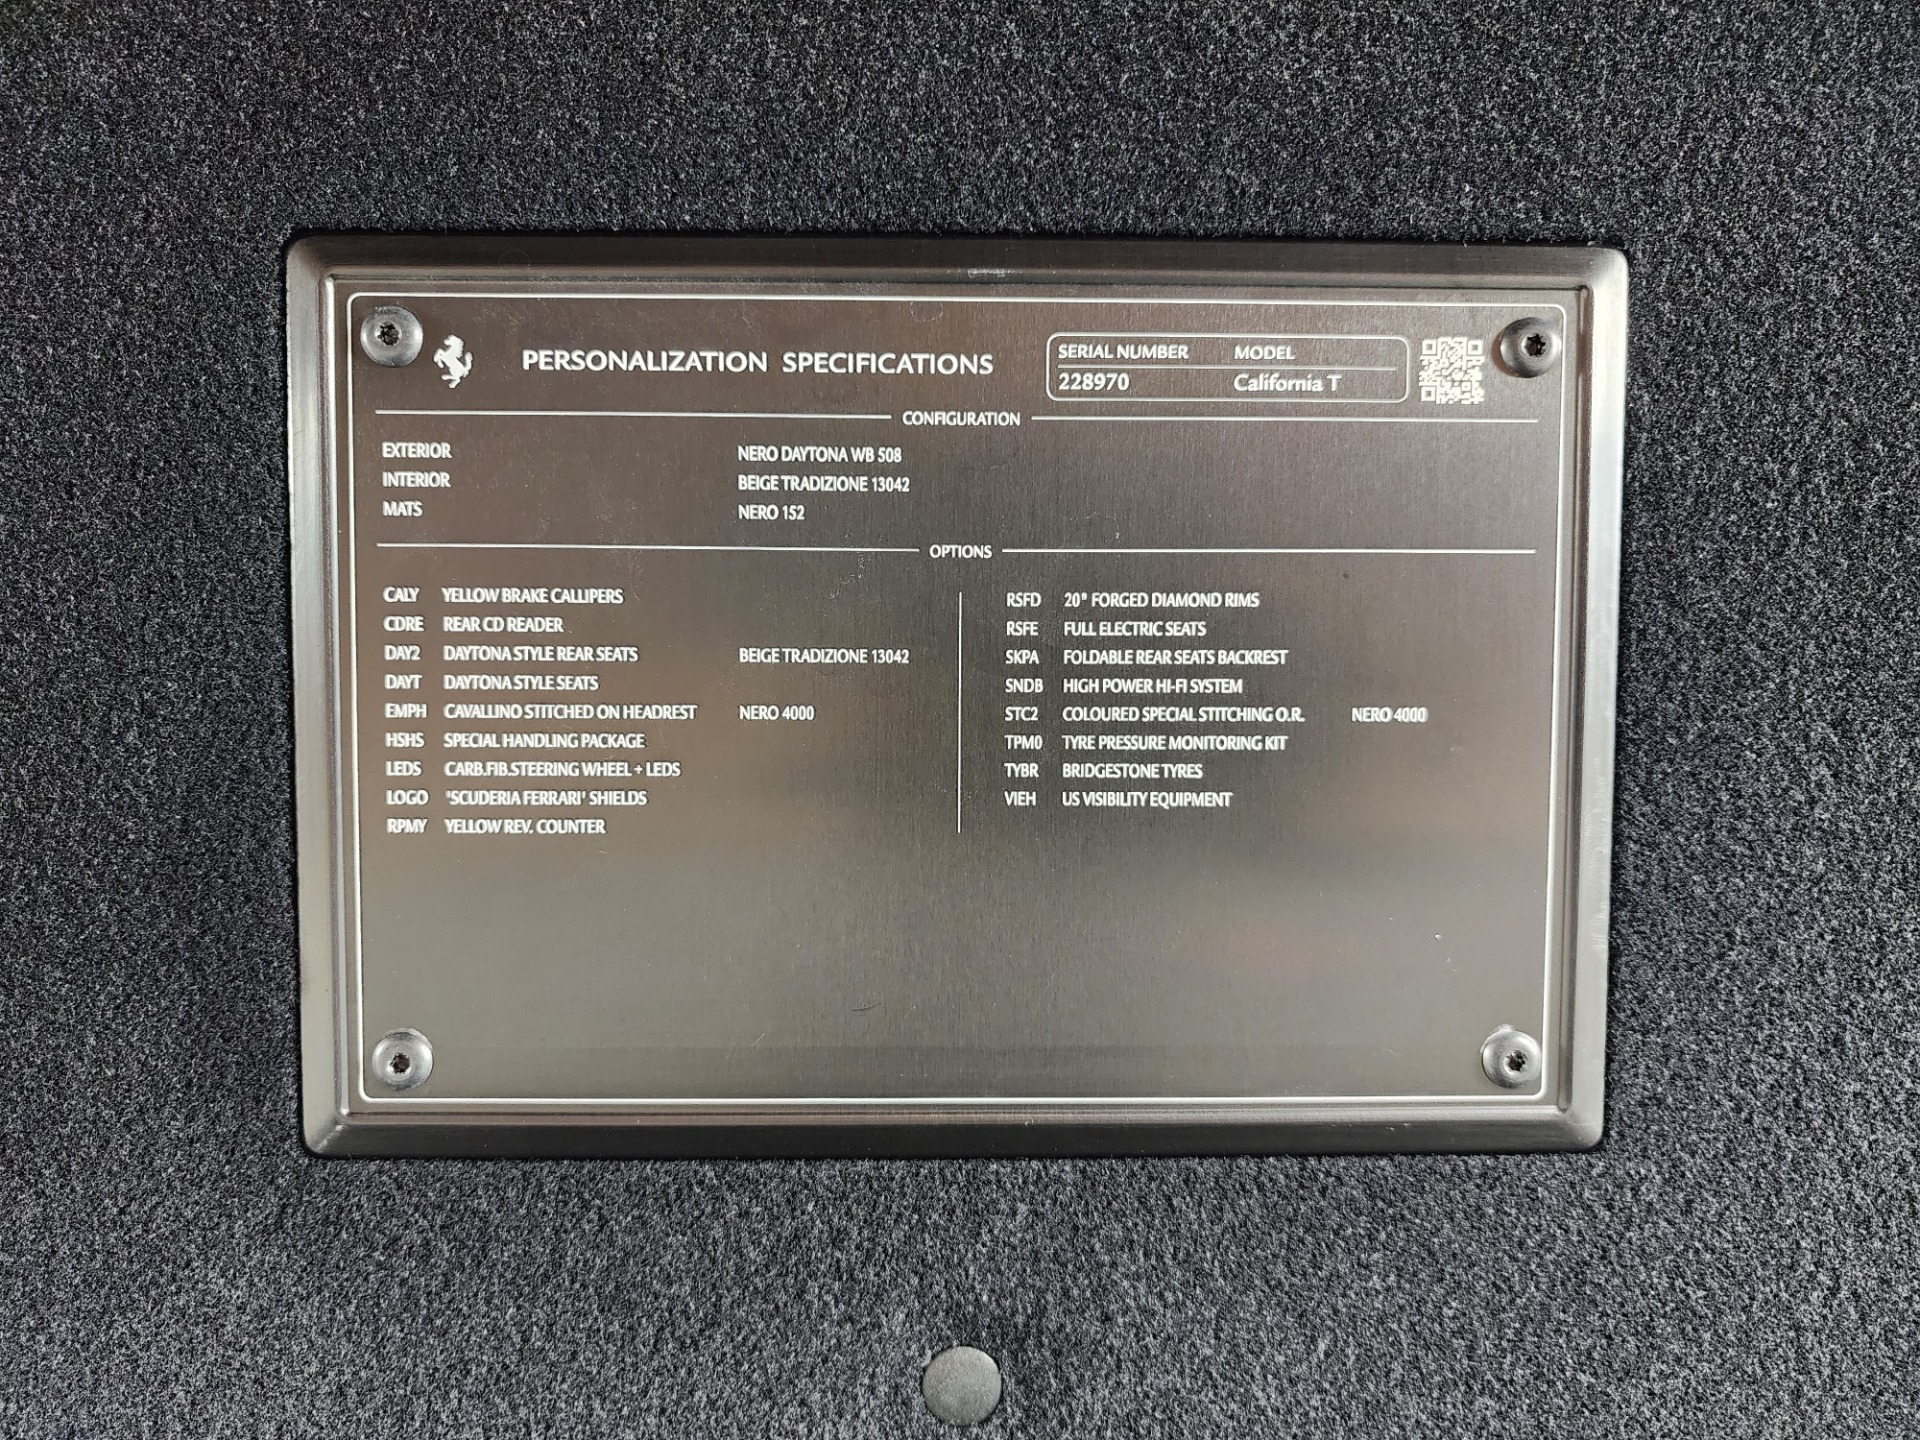 PERSONALIZATION SPECIFICATIONS
SERIAL NUMBER MODEL
228970 California T
CONFIGURATION
EXTERIOR NERO DAYTONA WB 508
INTERIOR BEIGE TRADIZIONE 13042
MATS NERO 152
OPTIONS
CALY YELLOW BRAKE CALLIPERS
CDRE REAR CD READER
DAY2 DAYTONA STYLE REAR SEATS BEIGE TRADIZIONE 13042
DAYT DAYTONA STYLE SEATS
EMPH CAVALLINO STITCHED ON HEADREST NERO 4000
HSHS SPECIAL HANDLING PACKAGE
LEDS CARB.FIB.STEERING WHEEL + LEDS
LOGO "SCUDERIA FERRARI' SHIELDS
RPMY YELLOW REV. COUNTER
RSFD 20" FORGED DIAMOND RIMS
RSFE FULL ELECTRIC SEATS
SKPA FOLDABLE REAR SEATS BACKREST
SNDB HIGH POWER HI-FI SYSTEM
STC2 COLOURED SPECIAL STITCHING O.R. NERO 4000
TPM0 TYRE PRESSURE MONITORING KIT
TYBR BRIDGESTONE TYRES
VIEH US VISIBILITY EQUIPMENT